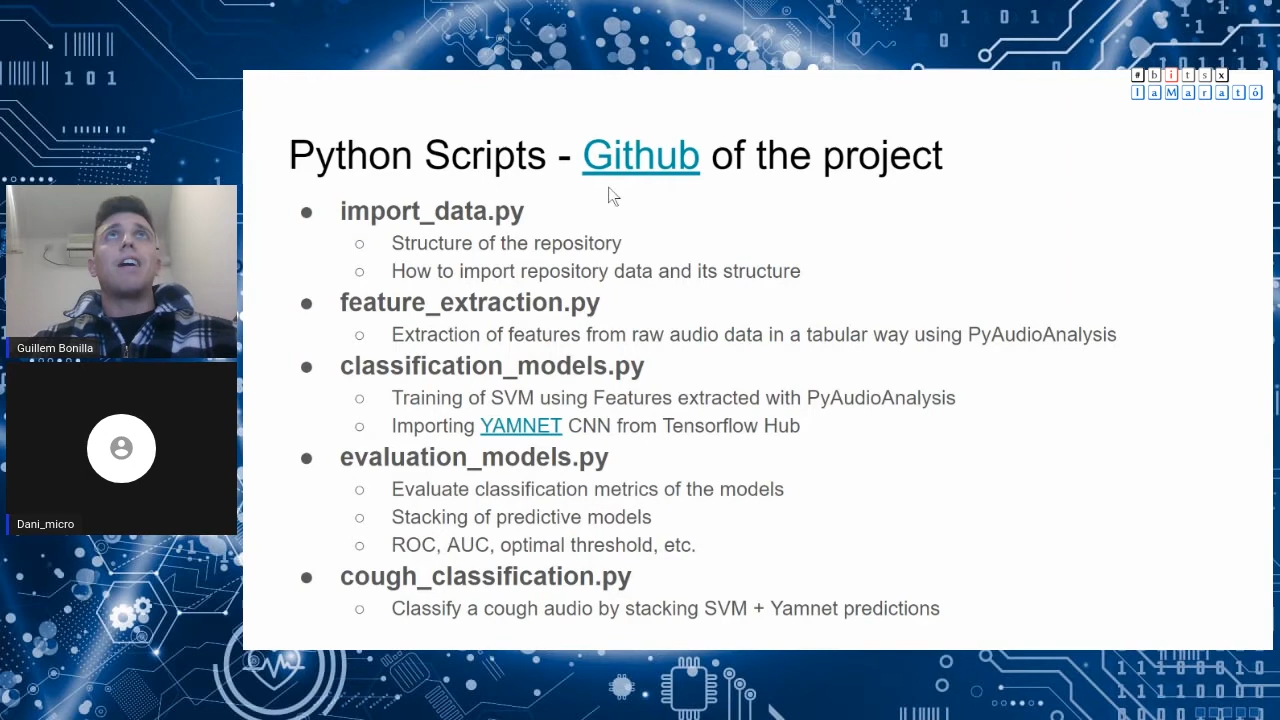 #bitsx
laMarató
Python Scripts - Github of the project
● import_data.py
○ Structure of the repository
○ How to import repository data and its structure
● feature_extraction.py
○ Extraction of features from raw audio data in a tabular way using PyAudioAnalysis
● classification_models.py
○ Training of SVM using Features extracted with PyAudioAnalysis
○ Importing YAMNET CNN from Tensorflow Hub
● evaluation_models.py
○ Evaluate classification metrics of the models
○ Stacking of predictive models
○ ROC, AUC, optimal threshold, etc.
● cough_classification.py
○ Classify a cough audio by stacking SVM + Yamnet predictions
Guillem Bonilla
Dani_micro